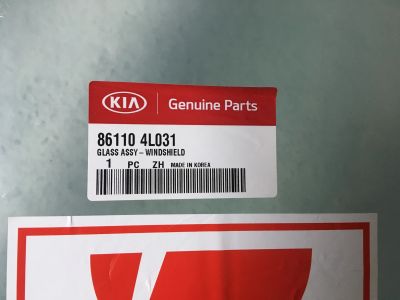 KIA Genuine Parts
86110 4L031
GLASS ASSY-WINDSHIELD
1 PC ZH MADE IN KOREA